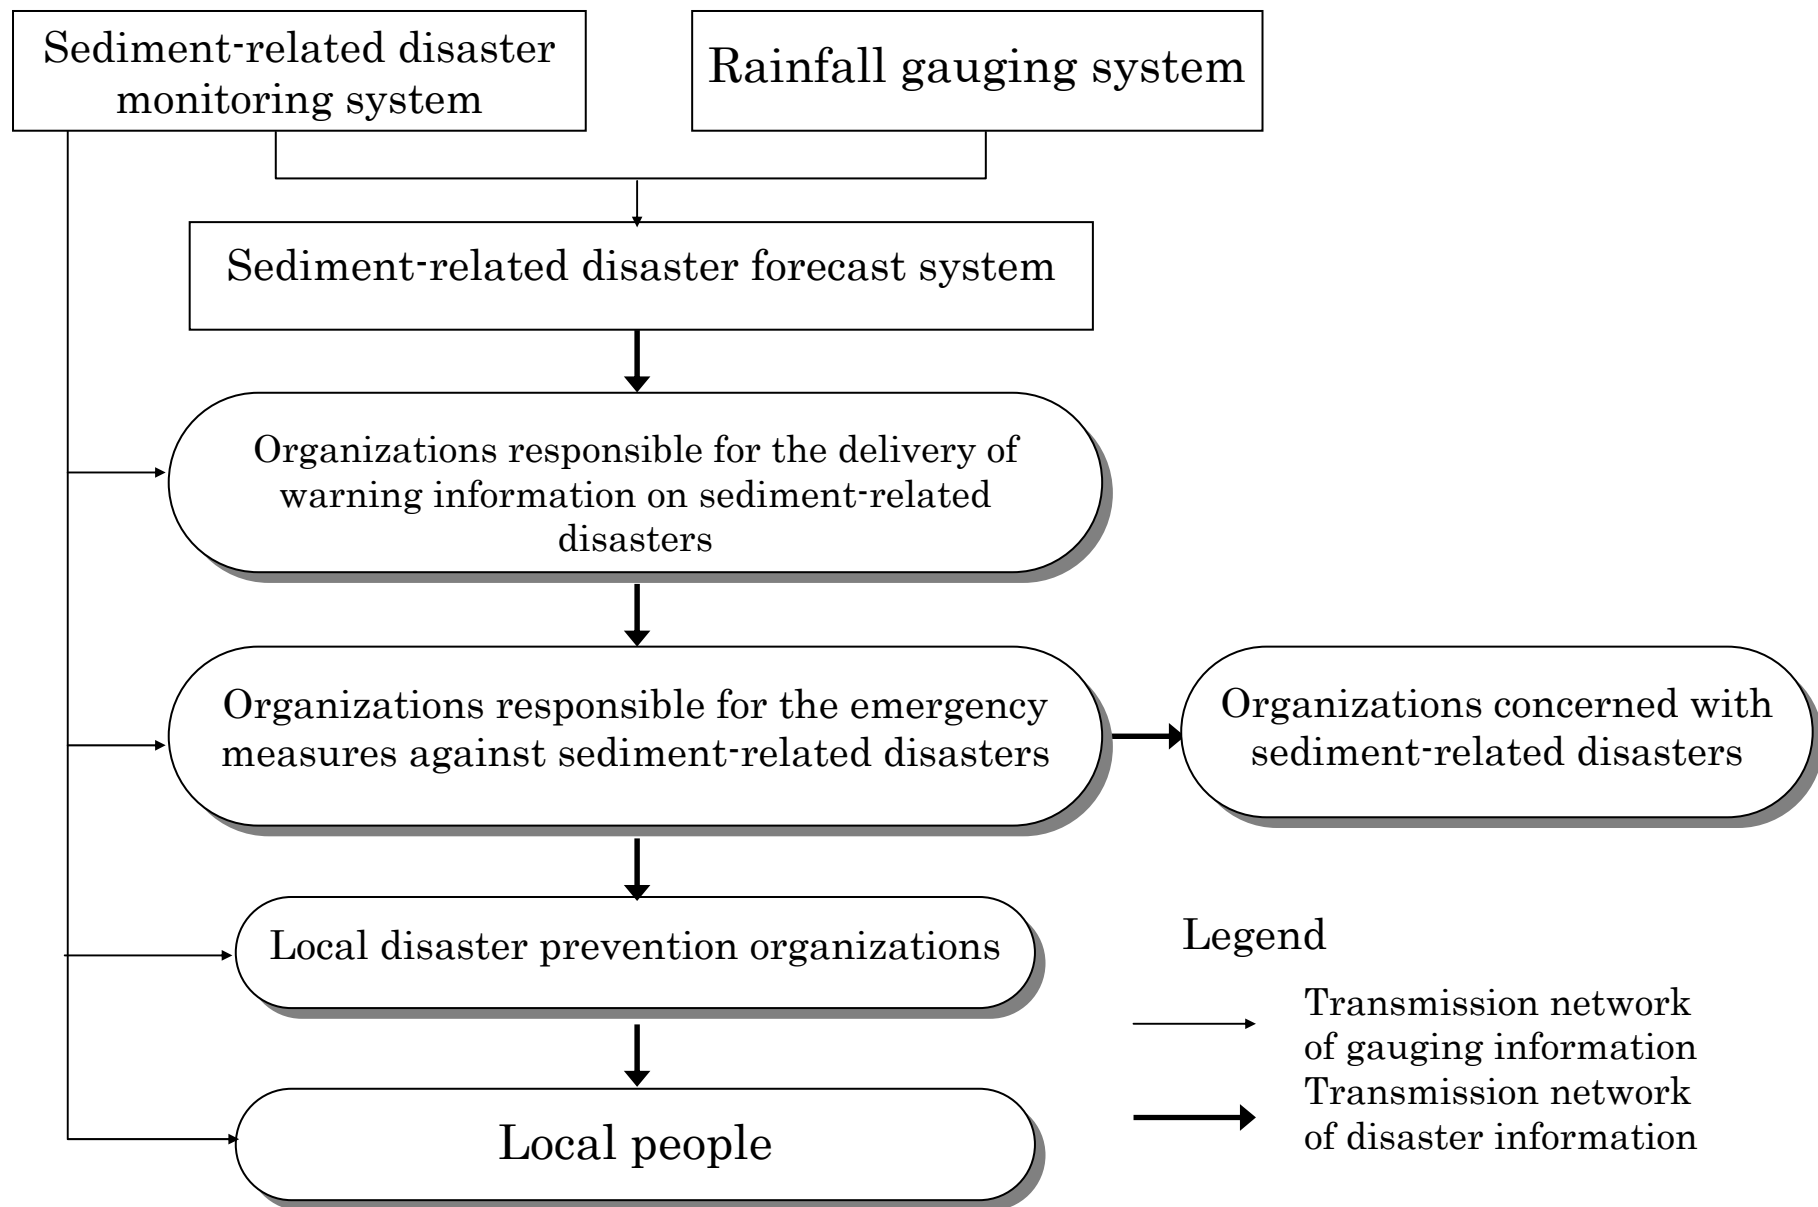 Sediment-related disaster
monitoring system
Rainfall gauging system
Sediment-related disaster forecast system
Organizations responsible for the delivery of
warning information on sediment-related
disasters
Organizations responsible for the emergency
measures against sediment-related disasters
Organizations concerned with
sediment-related disasters
Local disaster prevention organizations
Local people
Legend
Transmission network
of gauging information
Transmission network
of disaster information